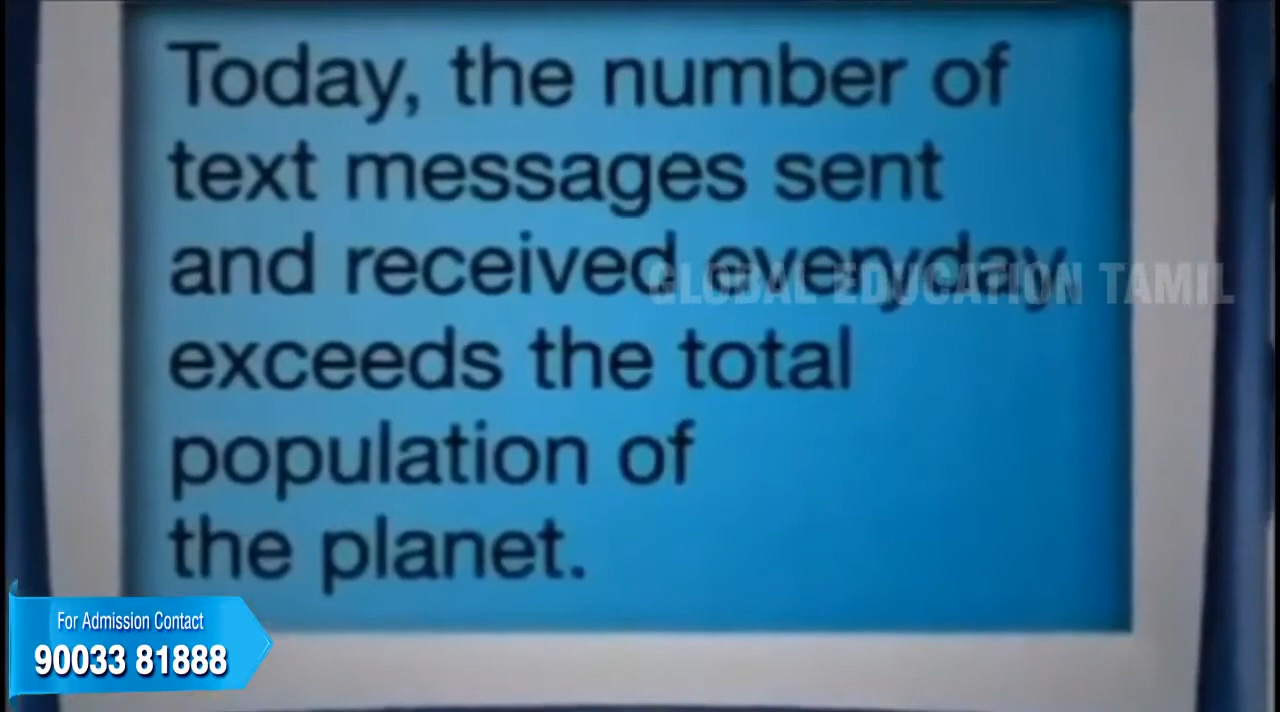 Today, the number of
text messages sent
and received everyday,
GLOBAL EDUCATION TAMIL
exceeds the total
population of
the planet.
For Admission Contact
90033 81888